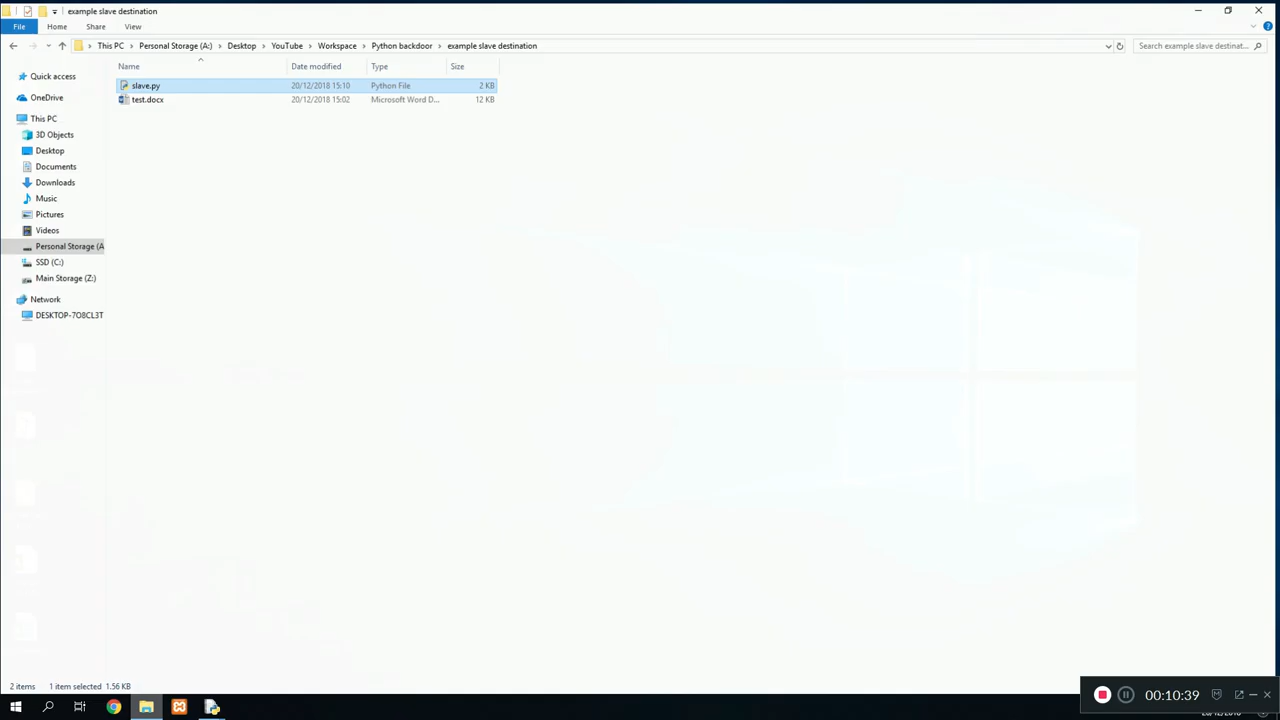 example slave destination
File Home Share View
This PC Personal Storage (A:) Desktop YouTube Workspace Python backdoor example slave destination Search example slave destinat...
Name Date modified Type Size
slave.py 20/12/2018 15:10 Python File 2 KB
test.docx 20/12/2018 15:02 Microsoft Word D... 12 KB
Quick access
OneDrive
This PC
3D Objects
Desktop
Documents
Downloads
Music
Pictures
Videos
Personal Storage (A
SSD (C:)
Main Storage (Z:)
Network
DESKTOP-7O8CL3T
2 items 1 item selected 1.56 KB
00:10:39